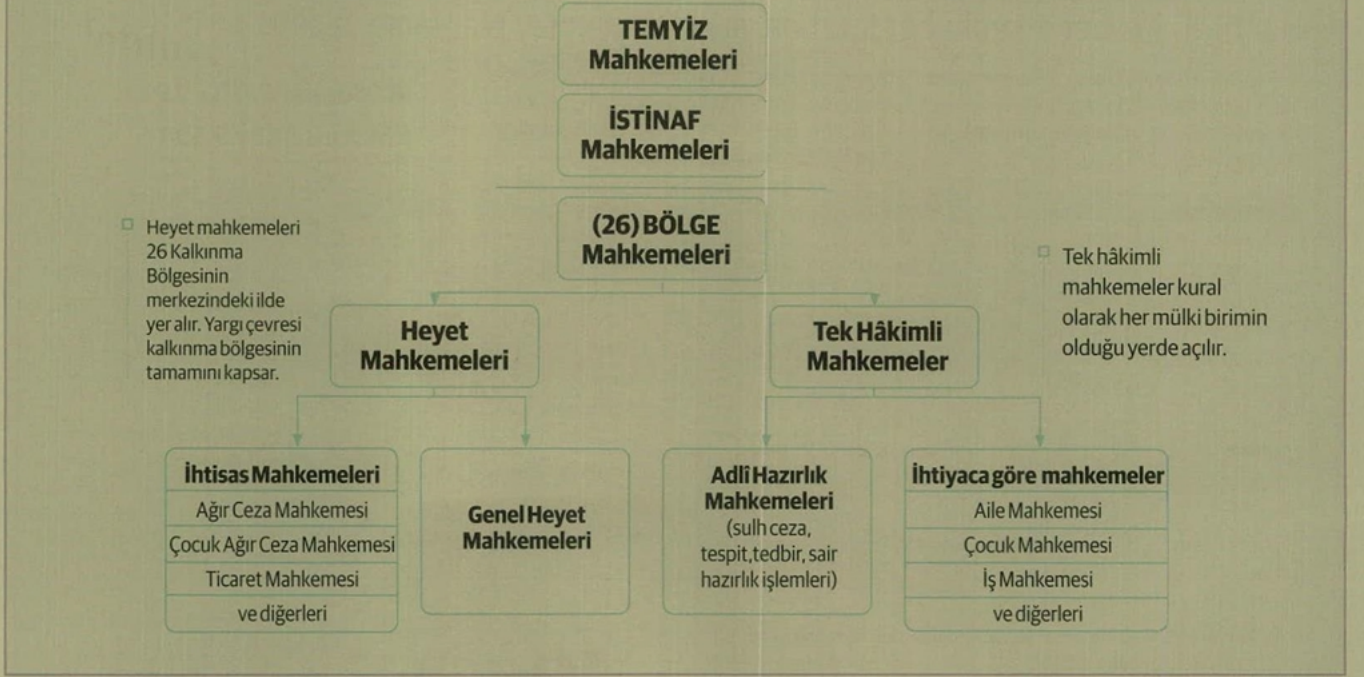 TEMYİZ
Mahkemeleri
İSTİNAF
Mahkemeleri
(26) BÖLGE
Mahkemeleri
Heyet mahkemeleri
26 Kalkınma
Bölgesinin
merkezindeki ilde
yer alır. Yargı çevresi
kalkınma bölgesinin
tamamını kapsar.
Tek hâkimli
mahkemeler kural
olarak her mülki birimin
olduğu yerde açılır.
Heyet
Mahkemeleri
Tek Hâkimli
Mahkemeler
İhtisas Mahkemeleri
Ağır Ceza Mahkemesi
Çocuk Ağır Ceza Mahkemesi
Ticaret Mahkemesi
ve diğerleri
Genel Heyet
Mahkemeleri
Adlî Hazırlık
Mahkemeleri
(sulh ceza,
tespit,tedbir, sair
hazırlık işlemleri)
İhtiyaca göre mahkemeler
Aile Mahkemesi
Çocuk Mahkemesi
İş Mahkemesi
ve diğerleri